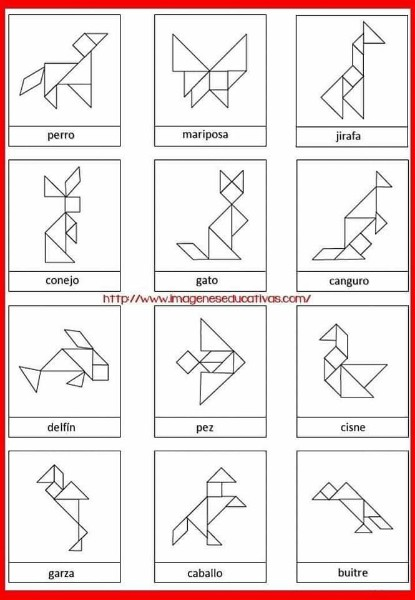 perro
mariposa
jirafa
conejo
gato
canguro
http://www.imageneseducativas.com/
delfín
pez
cisne
garza
caballo
buitre